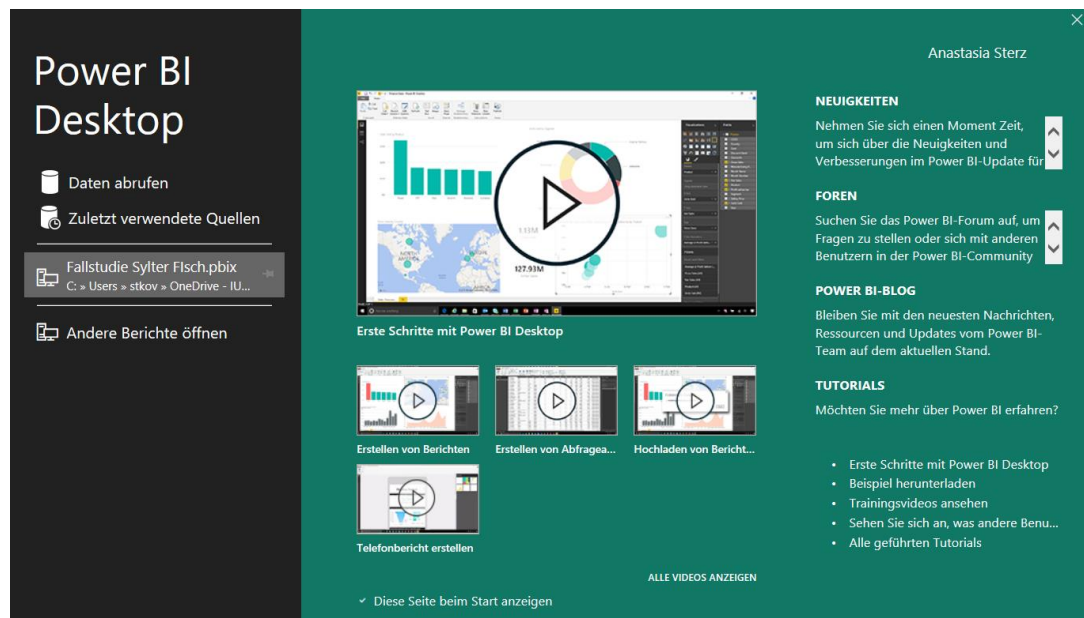 Power BI
Desktop
Daten abrufen
Zuletzt verwendete Quellen
Fallstudie Sylter FIsch.pbix
C: » Users » stkov » OneDrive - IU...
Andere Berichte öffnen
127.93M
Erste Schritte mit Power BI Desktop
Erstellen von Berichten
Erstellen von Abfragea...
Hochladen von Bericht...
Telefonbericht erstellen
ALLE VIDEOS ANZEIGEN
Diese Seite beim Start anzeigen
Anastasia Sterz
NEUIGKEITEN
Nehmen Sie sich einen Moment Zeit,
um sich über die Neuigkeiten und
Verbesserungen im Power BI-Update für
FOREN
Suchen Sie das Power BI-Forum auf, um
Fragen zu stellen oder sich mit anderen
Benutzern in der Power BI-Community
POWER BI-BLOG
Bleiben Sie mit den neuesten Nachrichten,
Ressourcen und Updates vom Power BI-
Team auf dem aktuellen Stand.
TUTORIALS
Möchten Sie mehr über Power BI erfahren?
• Erste Schritte mit Power BI Desktop
• Beispiel herunterladen
• Trainingsvideos ansehen
• Sehen Sie sich an, was andere Benu...
• Alle geführten Tutorials